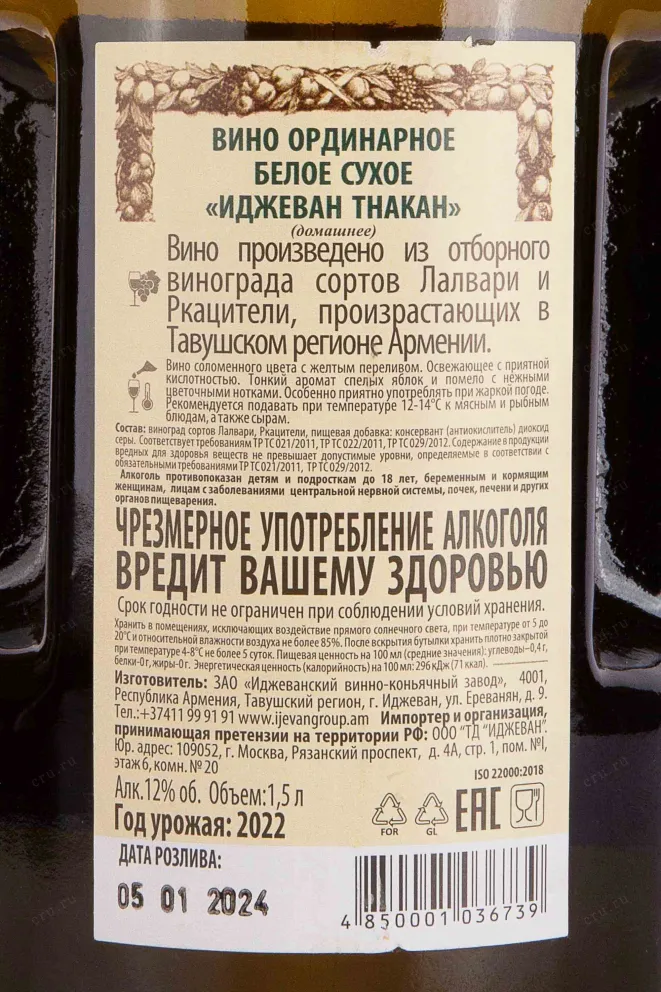 ВИНО ОРДИНАРНОЕ
БЕЛОЕ СУХОЕ
«ИДЖЕВАН ТНАКАН»
(домашнее)
Вино произведено из отборного
винограда сортов Лалвари и
Ркацители, произрастающих в
Тавушском регионе Армении.
Вино соломенного цвета с желтым переливом. Освежающее с приятной
кислотностью. Тонкий аромат спелых яблок и помело с нежными
цветочными нотками. Особенно приятно употреблять при жаркой погоде.
Рекомендуется подавать при температуре 12-14°C к мясным и рыбным
блюдам, а также сырам.
Состав: виноград сортов Лалвари, Ркацители, пищевая добавка: консервант (антиокислитель) диоксид
серы. Соответствует требованиям ТР ТС 021/2011, ТР ТС 022/2011, ТР ТС 029/2012. Содержание в продукции
вредных для здоровья веществ не превышает допустимые уровни, определяемые в соответствии с
обязательными требованиями ТР ТС 021/2011, ТР ТС 029/2012.
Алкоголь противопоказан детям и подросткам до 18 лет, беременным и кормящим
женщинам, лицам с заболеваниями центральной нервной системы, почек, печени и других
органов пищеварения.
ЧРЕЗМЕРНОЕ УПОТРЕБЛЕНИЕ АЛКОГОЛЯ
ВРЕДИТ ВАШЕМУ ЗДОРОВЬЮ
Срок годности не ограничен при соблюдении условий хранения.
Хранить в помещениях, исключающих воздействие прямого солнечного света, при температуре от 5 до
20°C и относительной влажности воздуха не более 85%. После вскрытия бутылки хранить плотно закрытой
при температуре 4-8°C не более 5 суток. Пищевая ценность на 100 мл (средние значения): углеводы–0,4 г,
белки-0 г, жиры-0 г. Энергетическая ценность (калорийность) на 100 мл: 296 кДж (71 ккал).
Изготовитель: ЗАО «Иджеванский винно-коньячный завод», 4001,
Республика Армения, Тавушский регион, г. Иджеван, ул. Ереванян, д. 9.
Тел.:+37411 99 91 91 www.ijevangroup.am Импортер и организация,
принимающая претензии на территории РФ: ООО "ТД "ИДЖЕВАН".
Юр. адрес: 109052, г. Москва, Рязанский проспект, д. 4А, стр. 1, пом. №I,
этаж 6, комн. № 20
ISO 22000:2018
Алк.12% об. Объем:1,5 л
Год урожая: 2022
FOR
GL
EAC
ДАТА РОЗЛИВА:
05 01 2024
4 850001 036739